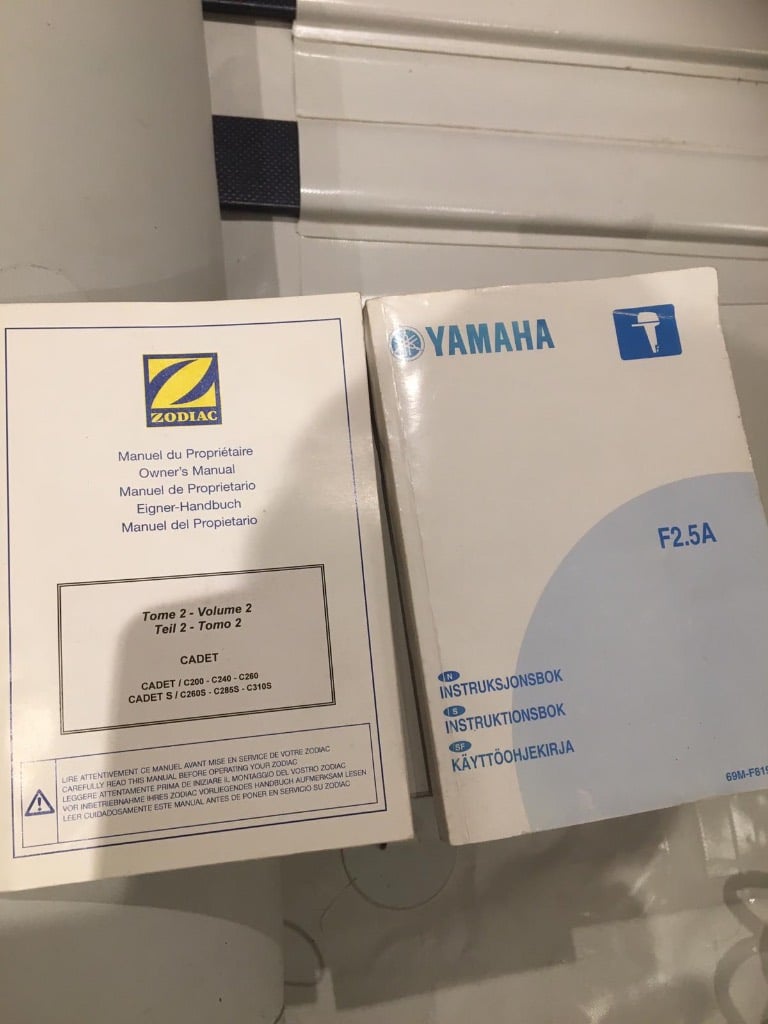 ZODIAC
Manuel du Propriétaire
Owner's Manual
Manuel de Proprietario
Eigner-Handbuch
Manuel del Propietario
Tome 2 - Volume 2
Teil 2 - Tomo 2
CADET
CADET / C200 - C240 - C260
CADET S / C260S - C285S - C310S
LIRE ATTENTIVEMENT CE MANUEL AVANT MISE EN SERVICE DE VOTRE ZODIAC
CAREFULLY READ THIS MANUAL BEFORE OPERATING YOUR ZODIAC
LEGGERE ATTENTAMENTE PRIMA DE INIZIARE IL MONTAGGIO DEL VOSTRO ZODIAC
VOR INBETRIEBNAHME IHRES ZODIAC VORLIEGENDES HANDBUCH AUFMERKSAM LESEN
LEER CUIDADOSAMENTE ESTE MANUAL ANTES DE PONER EN SERVICIO SU ZODIAC
YAMAHA
F2.5A
N
INSTRUKSJONSBOK
S
INSTRUKTIONSBOK
SF
KÄYTTÖOHJEKIRJA
69M-F819